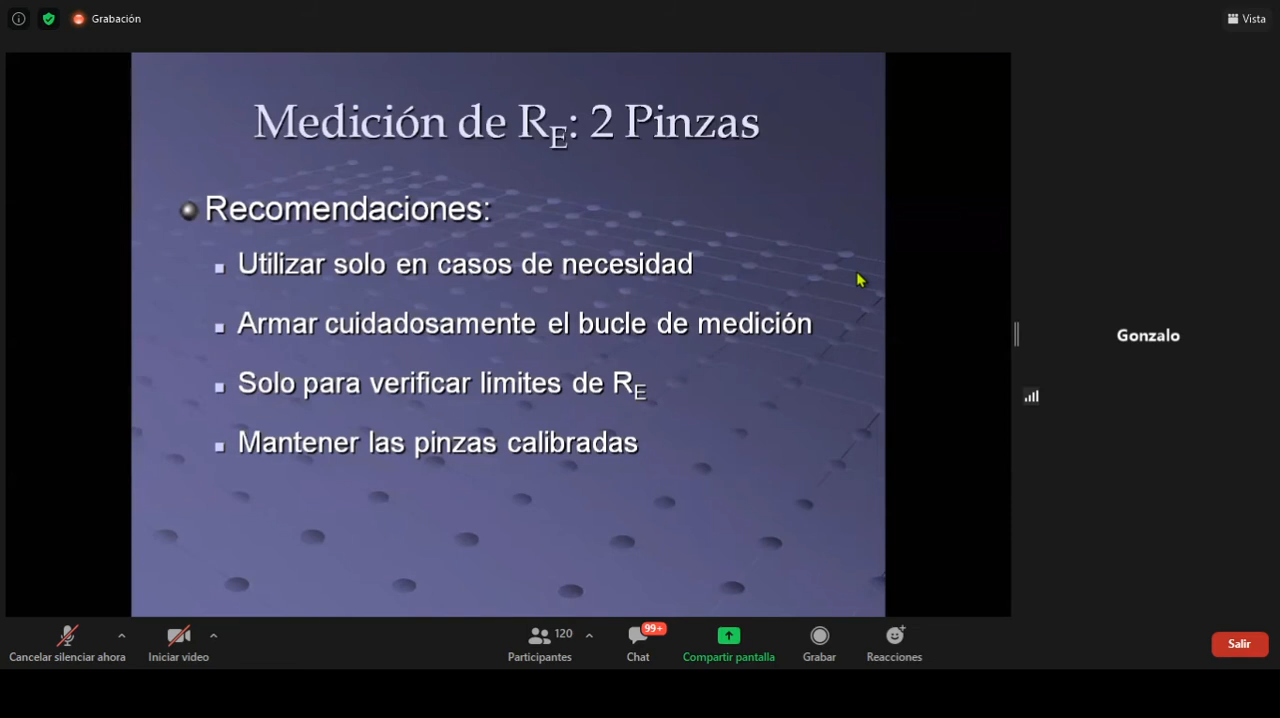 Grabación
Vista
Medición de RE: 2 Pinzas
Recomendaciones:
Utilizar solo en casos de necesidad
Armar cuidadosamente el bucle de medición
Solo para verificar limites de RE
Mantener las pinzas calibradas
Gonzalo
Cancelar silenciar ahora
Iniciar video
120
Participantes
99+
Chat
Compartir pantalla
Grabar
Reacciones
Salir